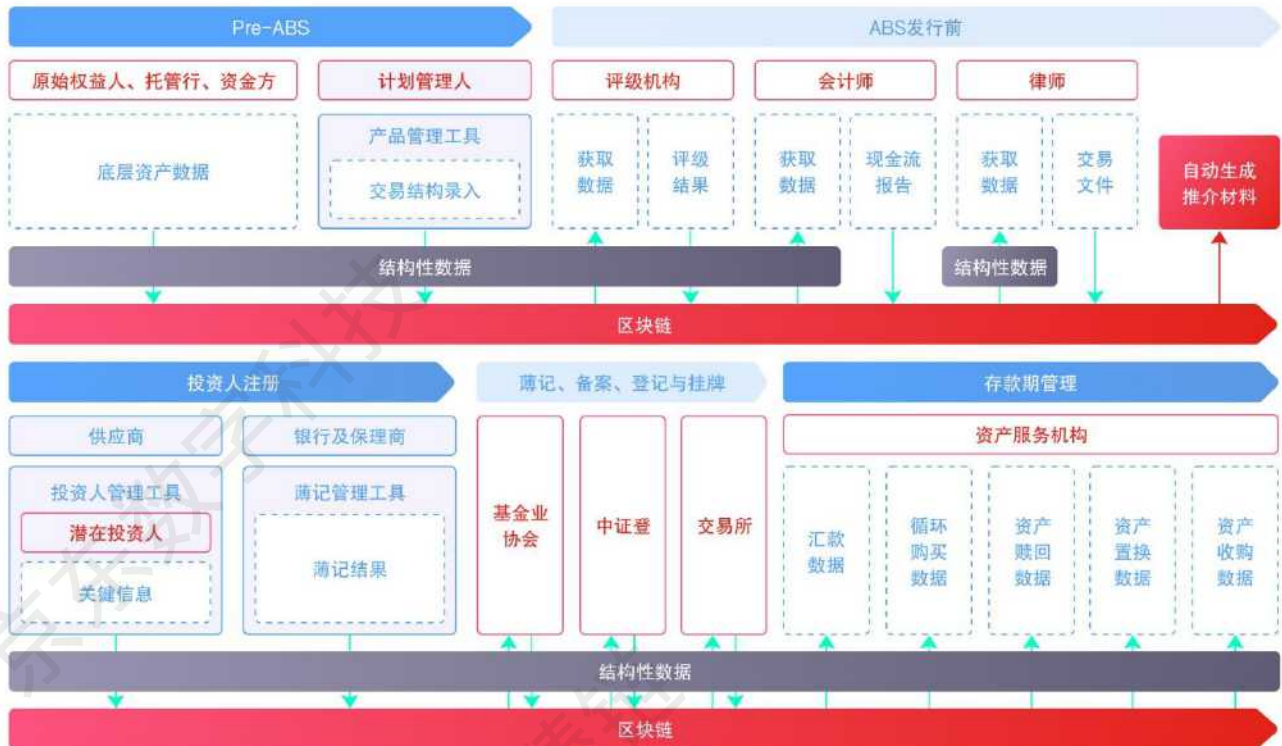 Pre-ABS
ABS发行前
原始权益人、托管行、资金方
计划管理人
评级机构
会计师
律师
底层资产数据
产品管理工具
交易结构录入
获取
数据
评级
结果
获取
数据
现金流
报告
获取
数据
交易
文件
自动生成
推介材料
结构性数据
结构性数据
区块链
投资人注册
薄记、备案、登记与挂牌
存款期管理
供应商
银行及保理商
资产服务机构
投资人管理工具
潜在投资人
关键信息
薄记管理工具
薄记结果
基金业
协会
中证登
交易所
汇款
数据
循环
购买
数据
资产
赎回
数据
资产
置换
数据
资产
收购
数据
结构性数据
区块链
京东数字科技